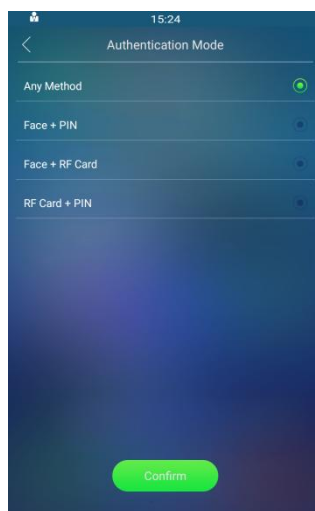 15:24
Authentication Mode
Any Method
Face + PIN
Face + RF Card
RF Card + PIN
Confirm